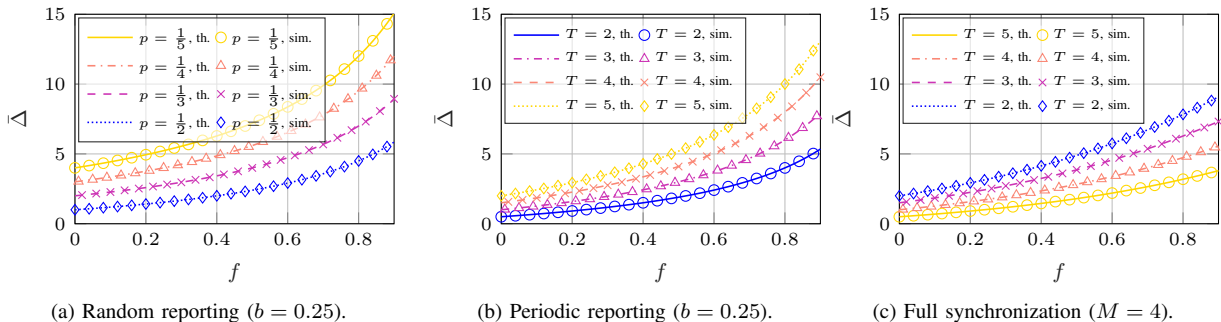 15
10
5
0
Δ̄
0 0.2 0.4 0.6 0.8
f
p = 1/5, th. p = 1/5, sim.
p = 1/4, th. p = 1/4, sim.
p = 1/3, th. p = 1/3, sim.
p = 1/2, th. p = 1/2, sim.
(a) Random reporting (b = 0.25).
15
10
5
0
Δ̄
0 0.2 0.4 0.6 0.8
f
T = 2, th. T = 2, sim.
T = 3, th. T = 3, sim.
T = 4, th. T = 4, sim.
T = 5, th. T = 5, sim.
(b) Periodic reporting (b = 0.25).
15
10
5
0
Δ̄
0 0.2 0.4 0.6 0.8
f
T = 5, th. T = 5, sim.
T = 4, th. T = 4, sim.
T = 3, th. T = 3, sim.
T = 2, th. T = 2, sim.
(c) Full synchronization (M = 4).